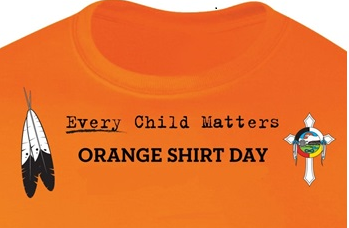 Every Child Matters
ORANGE SHIRT DAY